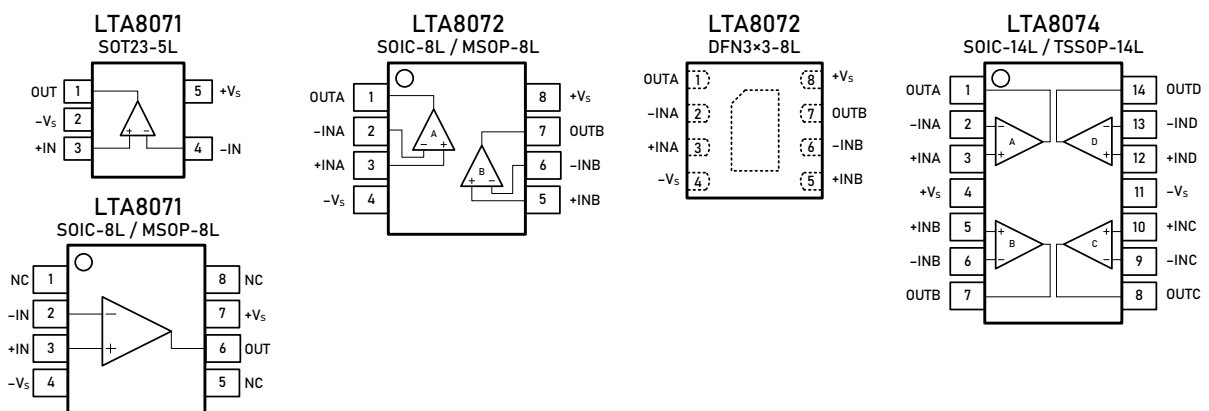 LTA8071
SOT23-5L
OUT 1
5 +VS
−VS 2
+IN 3
4 −IN
+ −
LTA8071
SOIC-8L / MSOP-8L
NC 1
8 NC
−IN 2
−
7 +VS
+IN 3
+
6 OUT
−VS 4
5 NC
LTA8072
SOIC-8L / MSOP-8L
OUTA 1
8 +VS
−INA 2
A
− +
7 OUTB
+INA 3
B
+ −
6 −INB
−VS 4
5 +INB
LTA8072
DFN3×3-8L
OUTA 1
8 +VS
−INA 2
7 OUTB
+INA 3
6 −INB
−VS 4
5 +INB
LTA8074
SOIC-14L / TSSOP-14L
OUTA 1
14 OUTD
−INA 2
−
−
13 −IND
A
D
+INA 3
+
+
12 +IND
+VS 4
11 −VS
+INB 5
+
+
10 +INC
B
C
−INB 6
−
−
9 −INC
OUTB 7
8 OUTC